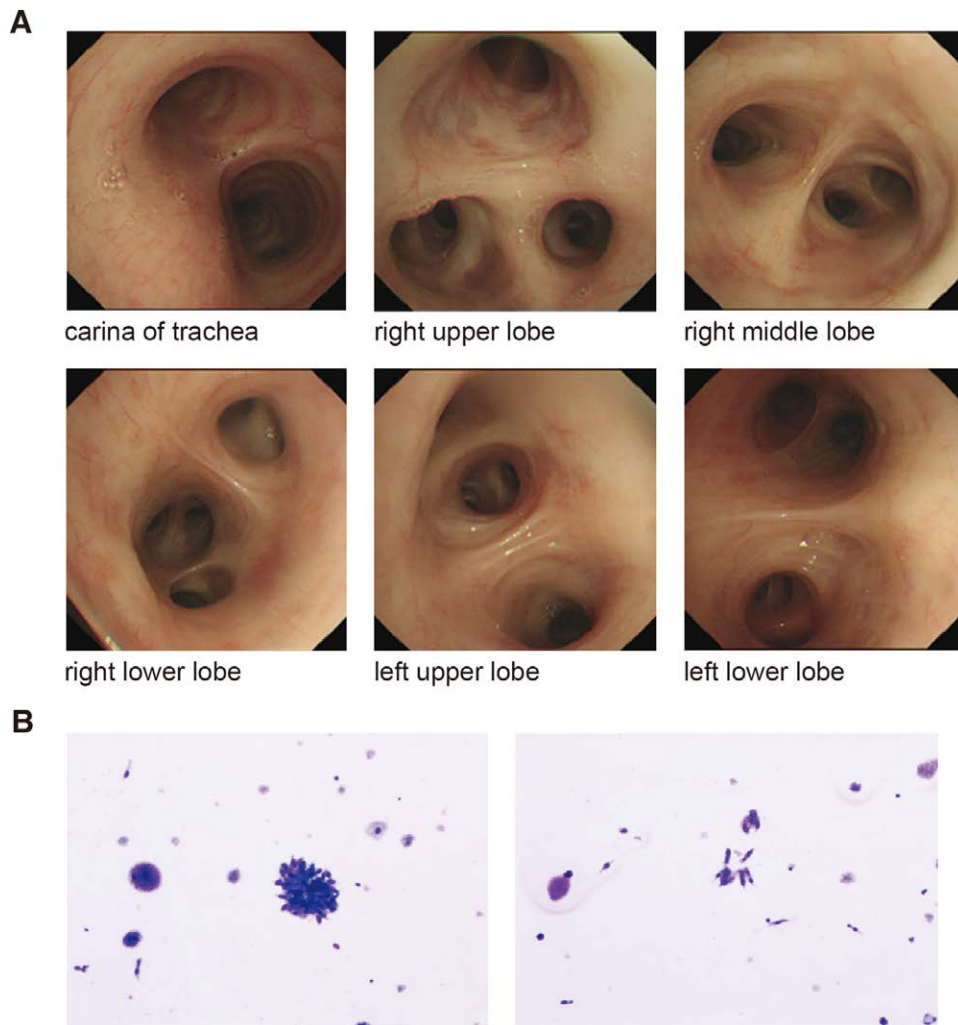 A
carina of trachea
right upper lobe
right middle lobe
right lower lobe
left upper lobe
left lower lobe
B